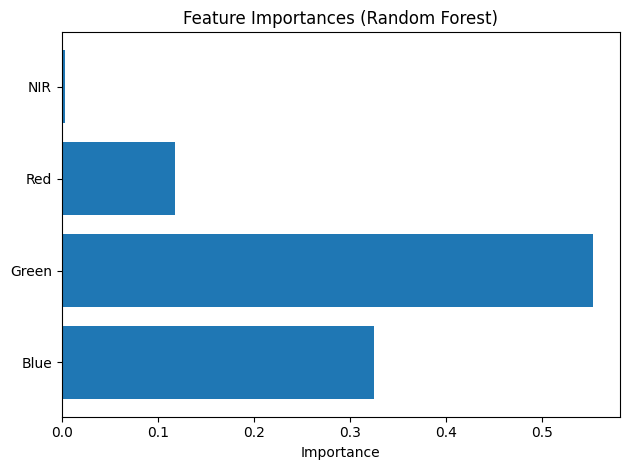 Feature Importances (Random Forest)
NIR
Red
Green
Blue
0.0 0.1 0.2 0.3 0.4 0.5
Importance